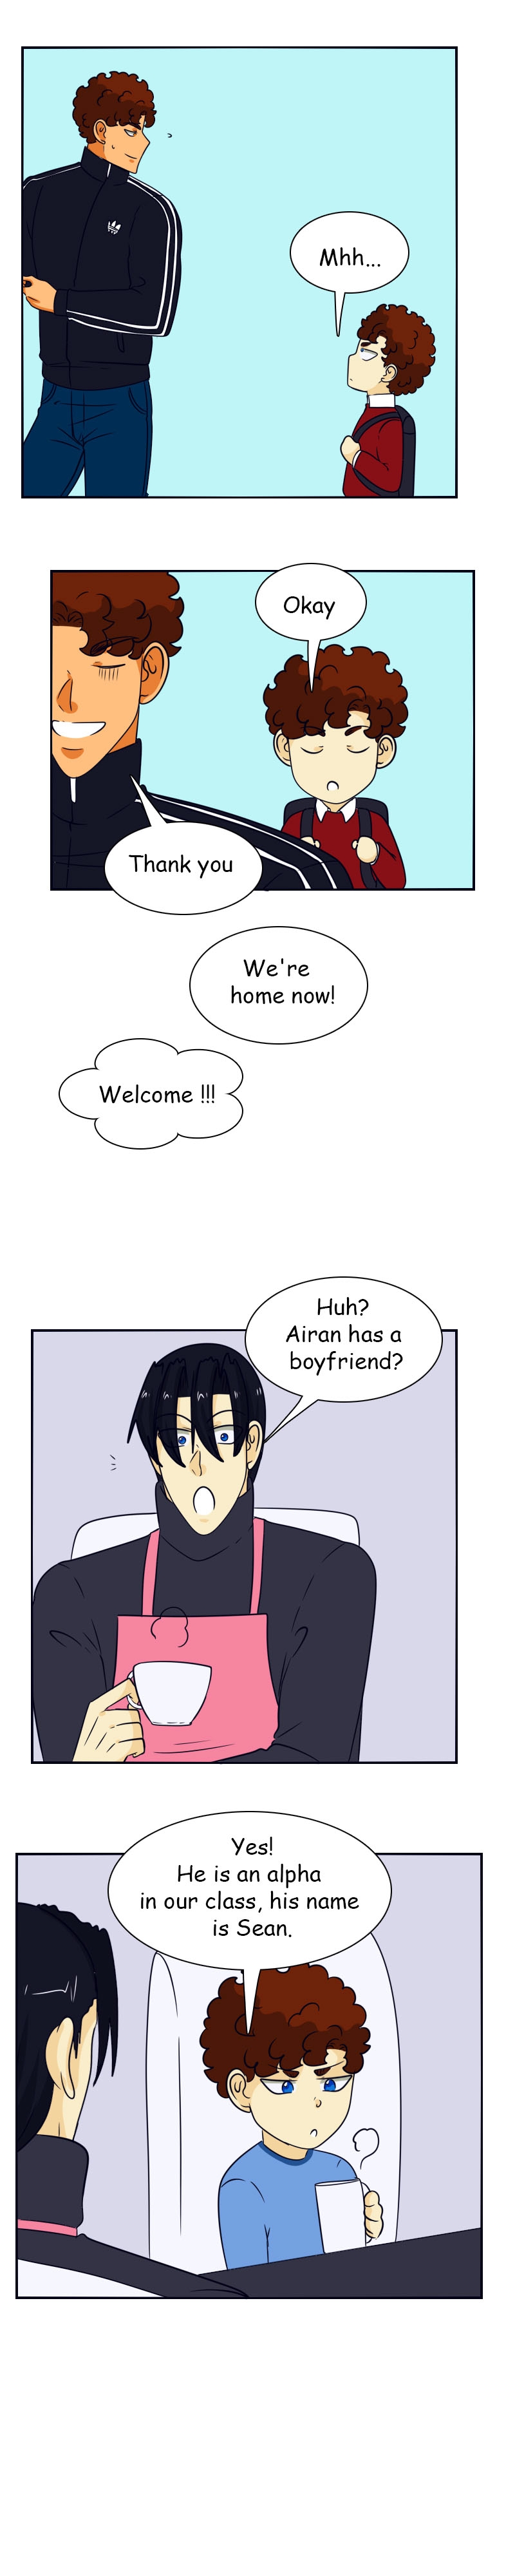 Mhh...
Okay
Thank you
We're
home now!
Welcome !!!
Huh?
Airan has a
boyfriend?
Yes!
He is an alpha
in our class, his name
is Sean.